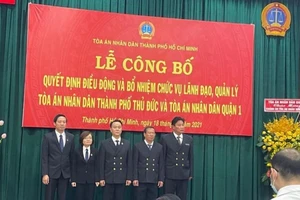 TÒA ÁN NHÂN DÂN THÀNH PHỐ HỒ CHÍ MINH
LỄ CÔNG BỐ
QUYẾT ĐỊNH ĐIỀU ĐỘNG VÀ BỔ NHIỆM CHỨC VỤ LÃNH ĐẠO, QUẢN LÝ
TÒA ÁN NHÂN DÂN THÀNH PHỐ THỦ ĐỨC VÀ TÒA ÁN NHÂN DÂN QUẬN 1
Thành phố Hồ Chí Minh, 2021